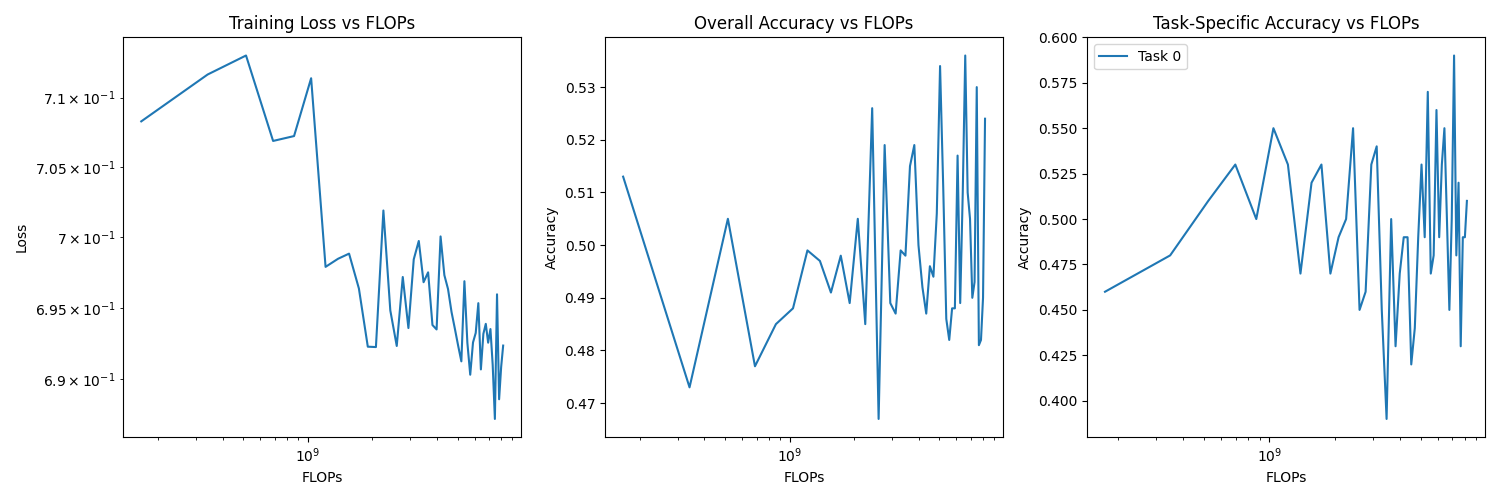 Training Loss vs FLOPs
7.1 × 10⁻¹
7.05 × 10⁻¹
7 × 10⁻¹
6.95 × 10⁻¹
6.9 × 10⁻¹
Loss
10⁹
FLOPs
Overall Accuracy vs FLOPs
0.53
0.52
0.51
0.50
0.49
0.48
0.47
Accuracy
10⁹
FLOPs
Task-Specific Accuracy vs FLOPs
Task 0
0.600
0.575
0.550
0.525
0.500
0.475
0.450
0.425
0.400
Accuracy
10⁹
FLOPs